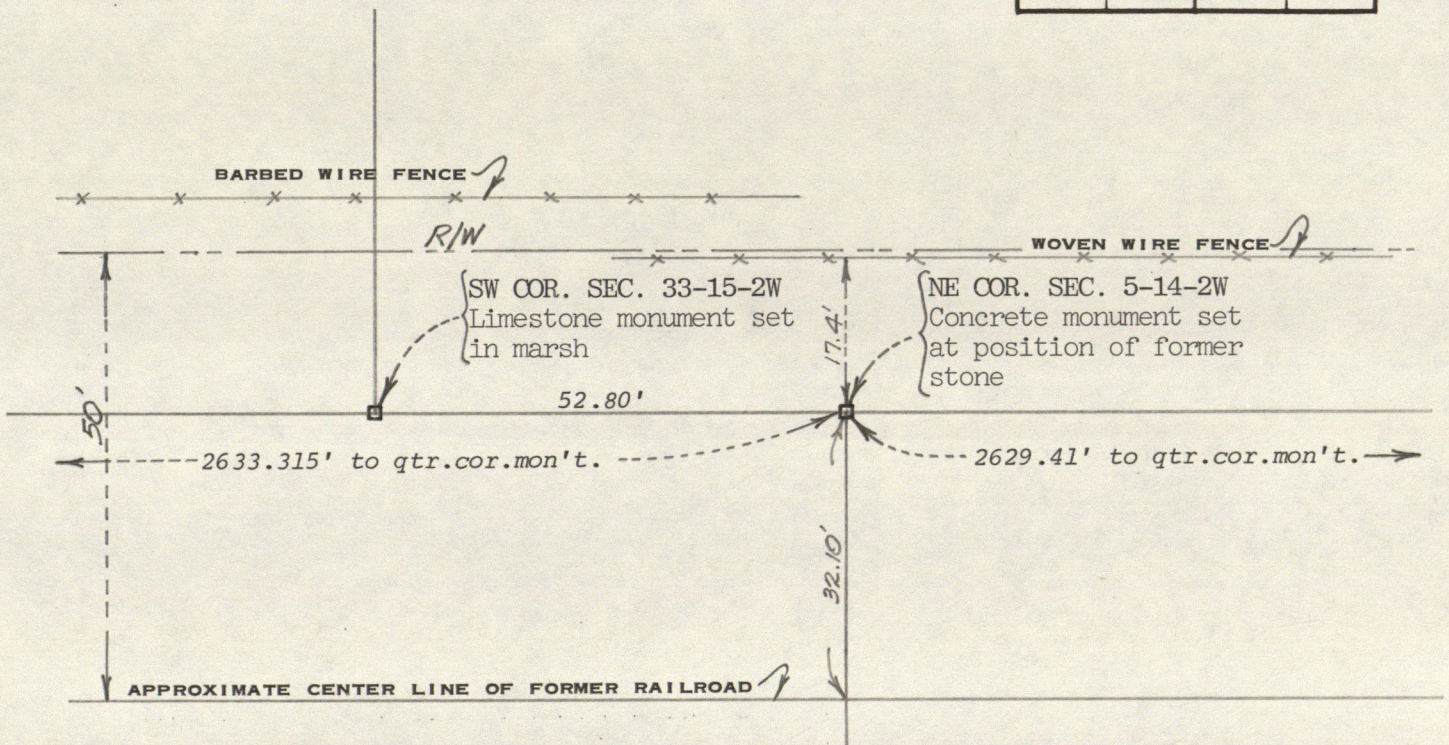 BARBED WIRE FENCE
R/W
WOVEN WIRE FENCE
SW COR. SEC. 33-15-2W
Limestone monument set
in marsh
NE COR. SEC. 5-14-2W
Concrete monument set
at position of former
stone
17.4'
52.80'
50'
2633.315' to qtr.cor.mon't.
2629.41' to qtr.cor.mon't.
32.10'
APPROXIMATE CENTER LINE OF FORMER RAILROAD